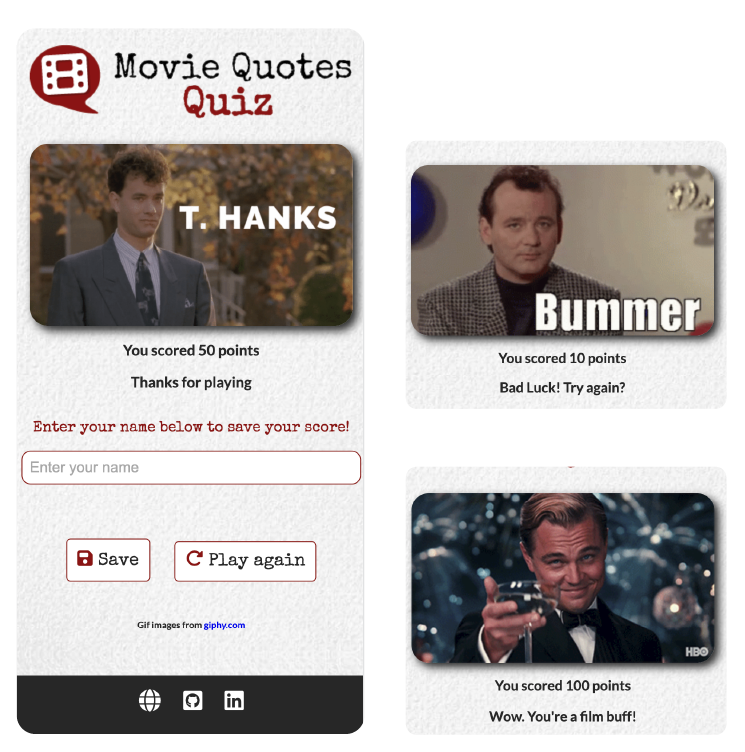 Movie Quotes
Quiz
T. HANKS
You scored 50 points
Thanks for playing
Enter your name below to save your score!
Enter your name
Save
Play again
Gif images from giphy.com
Bummer
You scored 10 points
Bad Luck! Try again?
HBO
You scored 100 points
Wow. You're a film buff!